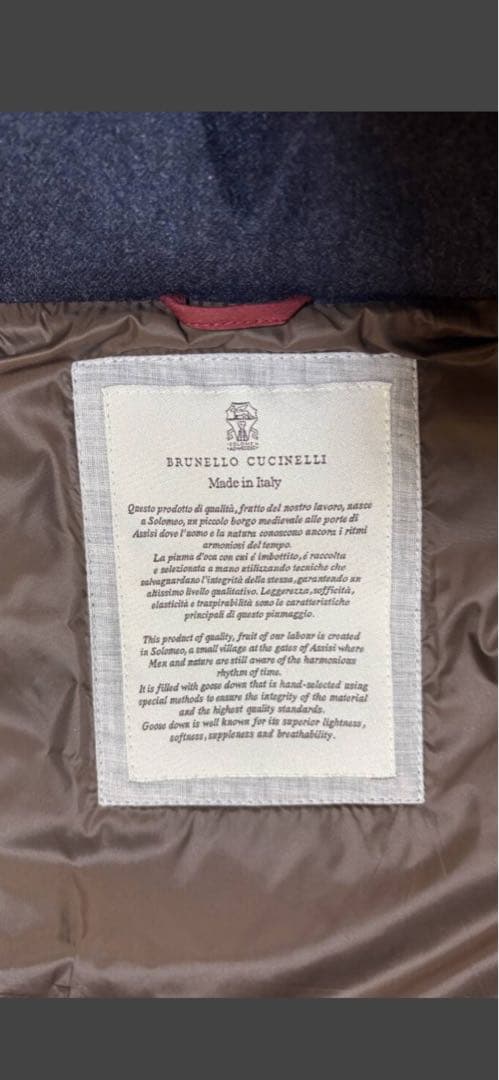 SOLOMEO
BRUNELLO CUCINELLI
Made in Italy
Questo prodotto di qualità, frutto del nostro lavoro, nasce
a Solomeo, un piccolo borgo medievale alle porte di
Assisi dove l'uomo e la natura conoscono ancora i ritmi
armoniosi del tempo.
La piuma d'oca con cui é imbottito, é raccolta
e selezionata a mano utilizzando tecniche che
salvaguardano l'integrità della stessa, garantendo un
altissimo livello qualitativo. Leggerezza, sofficità,
elasticità e traspirabilità sono le caratteristiche
principali di questo piumaggio.
This product of quality, fruit of our labour is created
in Solomeo, a small village at the gates of Assisi where
Men and nature are still aware of the harmonious
rhythm of time.
It is filled with goose down that is hand-selected using
special methods to ensure the integrity of the material
and the highest quality standards.
Goose down is well known for its superior lightness,
softness, suppleness and breathability.